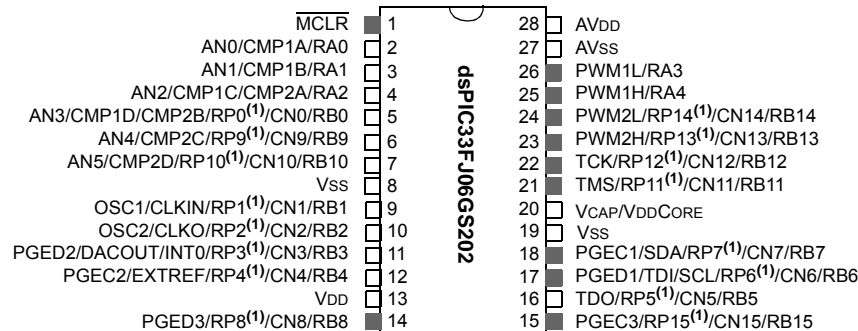 MCLR 1 28 AVDD
AN0/CMP1A/RA0 2 27 AVSS
AN1/CMP1B/RA1 3 26 PWM1L/RA3
AN2/CMP1C/CMP2A/RA2 4 25 PWM1H/RA4
AN3/CMP1D/CMP2B/RP0(1)/CN0/RB0 5 24 PWM2L/RP14(1)/CN14/RB14
AN4/CMP2C/RP9(1)/CN9/RB9 6 23 PWM2H/RP13(1)/CN13/RB13
AN5/CMP2D/RP10(1)/CN10/RB10 7 22 TCK/RP12(1)/CN12/RB12
VSS 8 21 TMS/RP11(1)/CN11/RB11
OSC1/CLKIN/RP1(1)/CN1/RB1 9 20 VCAP/VDDCORE
OSC2/CLKO/RP2(1)/CN2/RB2 10 19 VSS
PGED2/DACOUT/INT0/RP3(1)/CN3/RB3 11 18 PGEC1/SDA/RP7(1)/CN7/RB7
PGEC2/EXTREF/RP4(1)/CN4/RB4 12 17 PGED1/TDI/SCL/RP6(1)/CN6/RB6
VDD 13 16 TDO/RP5(1)/CN5/RB5
PGED3/RP8(1)/CN8/RB8 14 15 PGEC3/RP15(1)/CN15/RB15
dsPIC33FJ06GS202